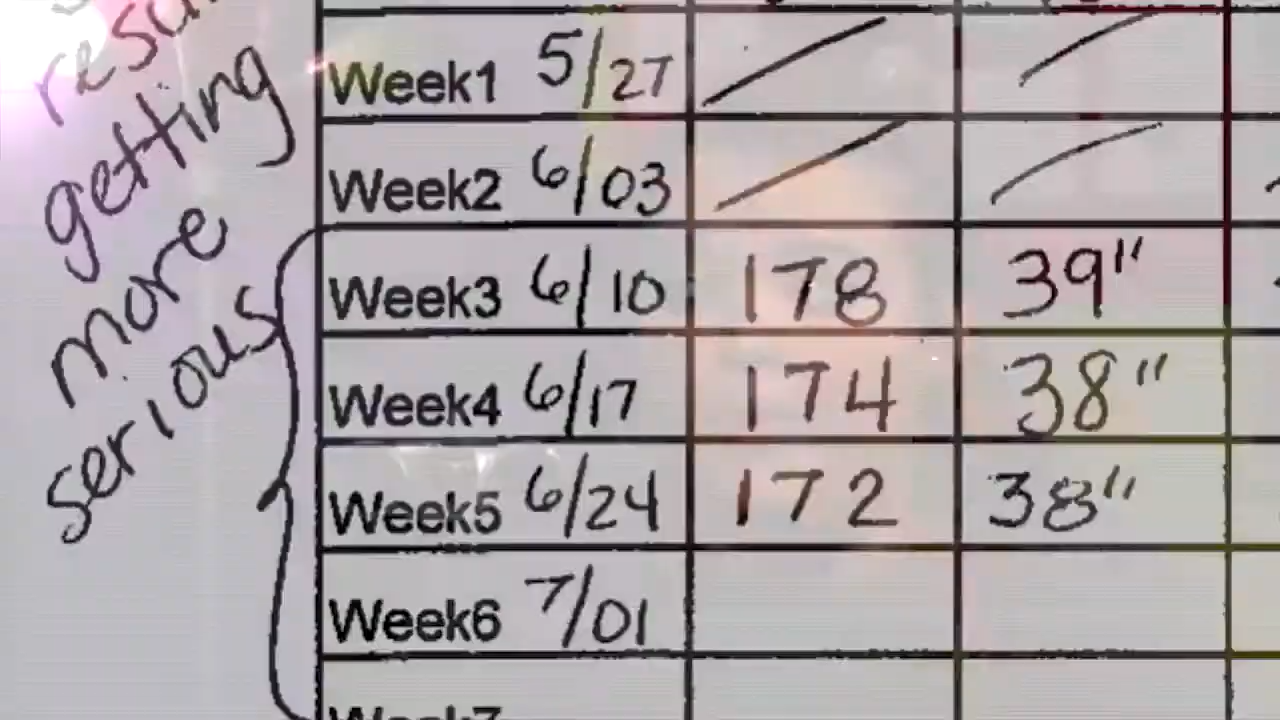 getting
more
serious
Week1 5/27
Week2 6/03
Week3 6/10 178 39"
Week4 6/17 174 38"
Week5 6/24 172 38"
Week6 7/01
Week7